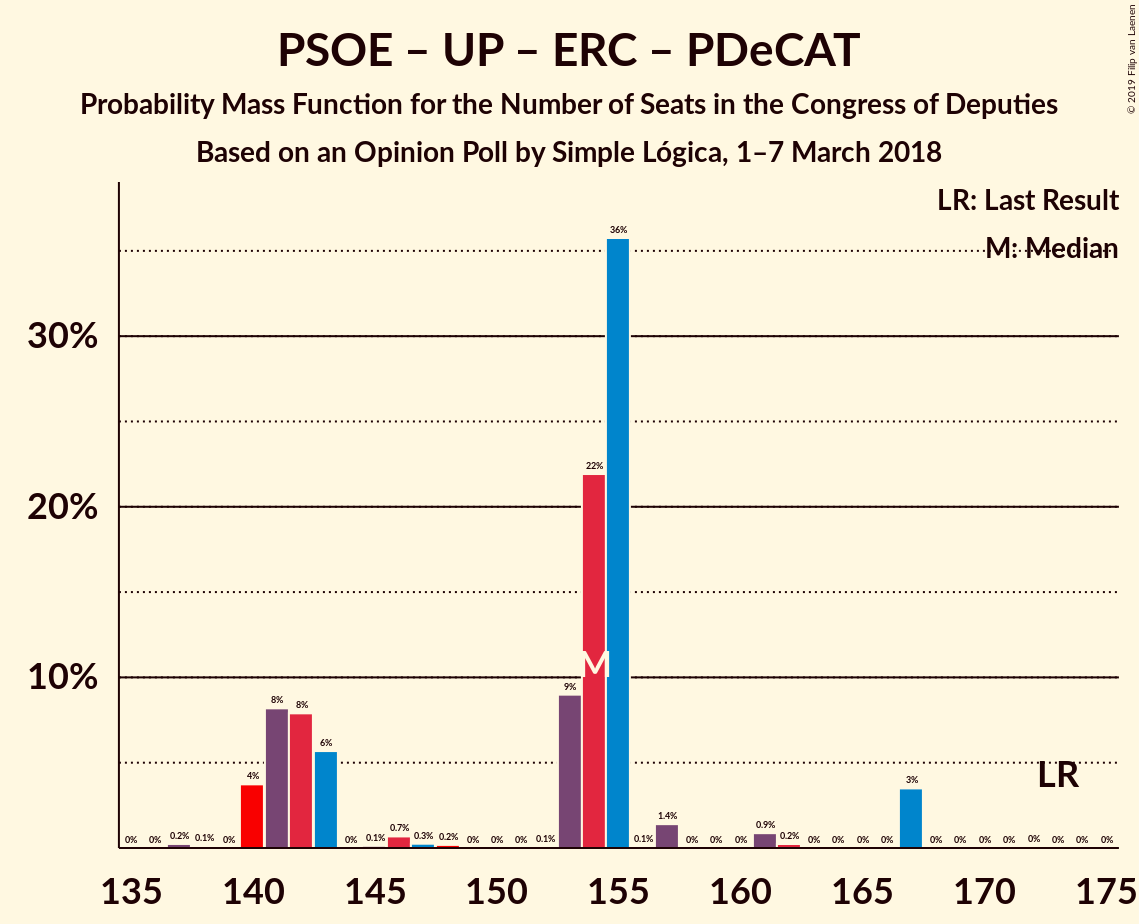 PSOE – UP – ERC – PDeCAT
Probability Mass Function for the Number of Seats in the Congress of Deputies
Based on an Opinion Poll by Simple Lógica, 1–7 March 2018
© 2019 Filip van Laenen
LR: Last Result
M: Median
30%
20%
10%
0% 0% 0.2% 0.1% 0% 4% 8% 8% 6% 0% 0.1% 0.7% 0.3% 0.2% 0% 0% 0% 0.1% 9% 22% 36% 0.1% 1.4% 0% 0% 0% 0.9% 0.2% 0% 0% 0% 0% 3% 0% 0% 0% 0% 0% 0% 0% 0%
M
LR
135 140 145 150 155 160 165 170 175